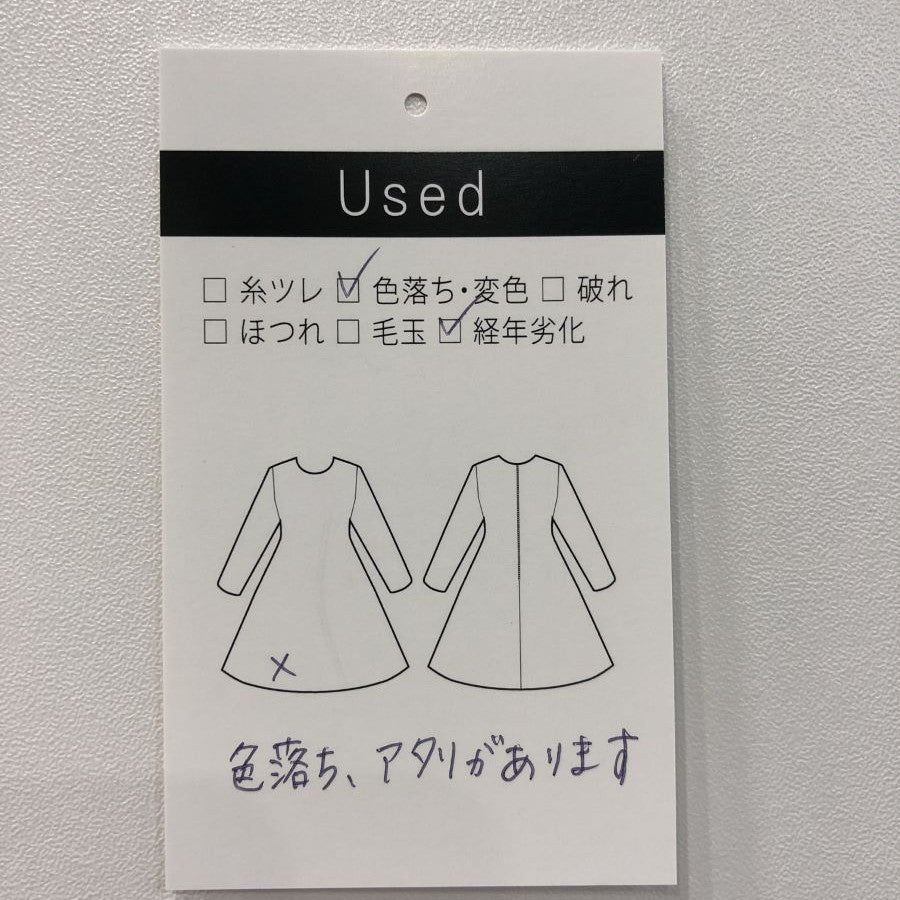 Used
□ 糸ツレ ☑ 色落ち・変色 □ 破れ
□ ほつれ □ 毛玉 ☑ 経年劣化
×
色落ち、アタリがあります